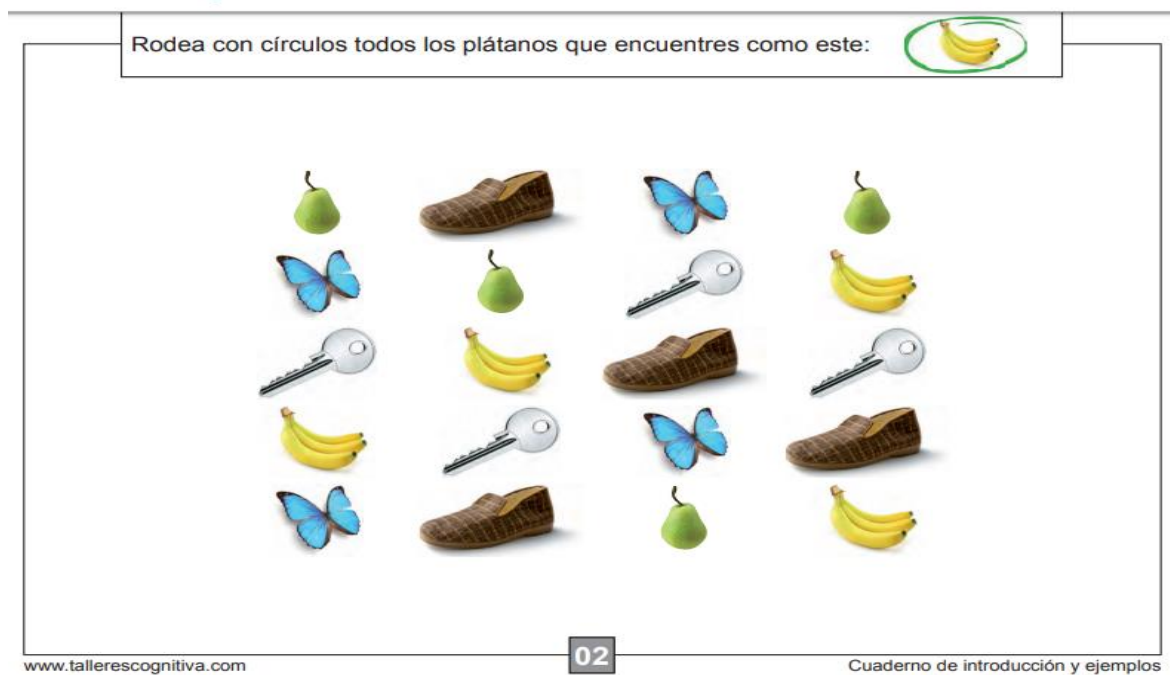 Rodea con círculos todos los plátanos que encuentres como este:
www.tallerescognitiva.com
02
Cuaderno de introducción y ejemplos